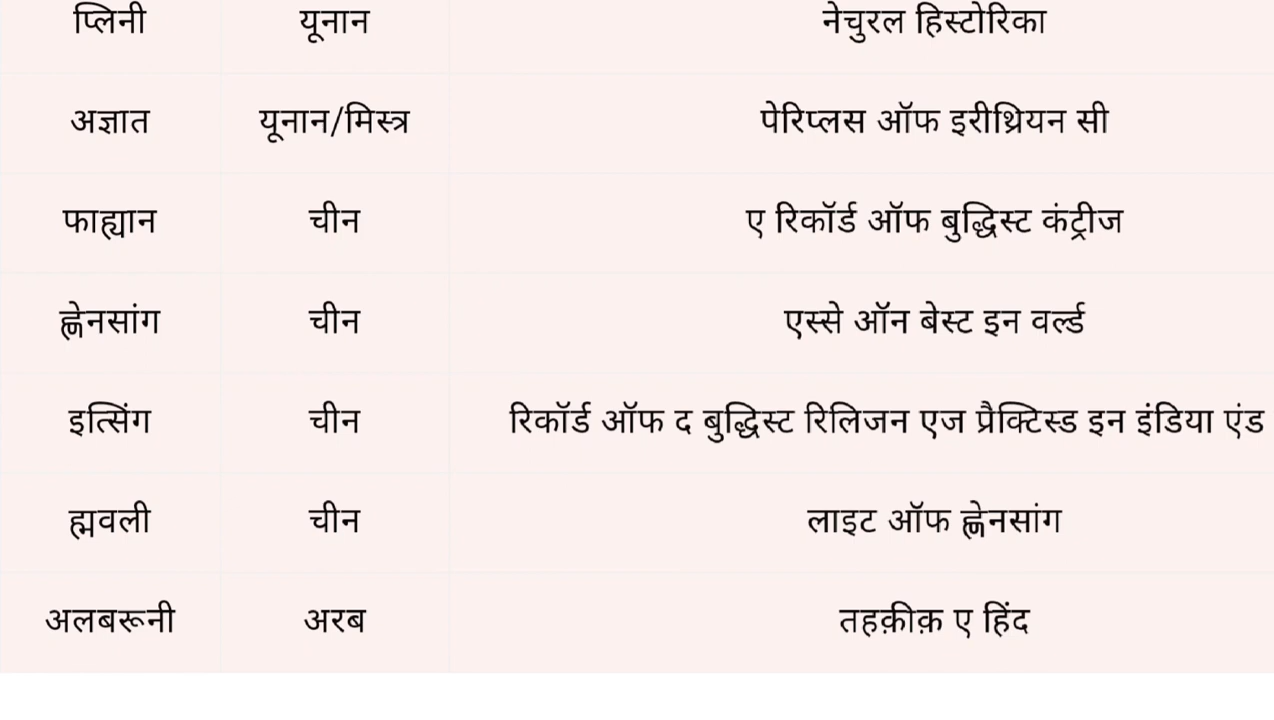 प्लिनी यूनान नेचुरल हिस्टोरिका
अज्ञात यूनान/मिस्त्र पेरिप्लस ऑफ इरीथ्रियन सी
फाह्यान चीन ए रिकॉर्ड ऑफ बुद्धिस्ट कंट्रीज
ह्णेनसांग चीन एस्से ऑन बेस्ट इन वर्ल्ड
इत्सिंग चीन रिकॉर्ड ऑफ द बुद्धिस्ट रिलिजन एज प्रैक्टिस्ड इन इंडिया एंड
ह्मवली चीन लाइट ऑफ ह्णेनसांग
अलबरूनी अरब तहक़ीक़ ए हिंद